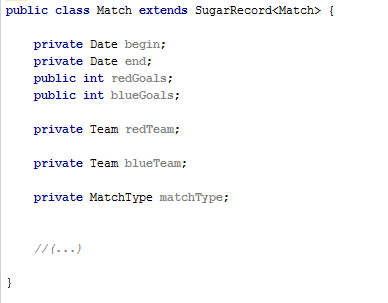 public class Match extends SugarRecord<Match> {
private Date begin;
private Date end;
public int redGoals;
public int blueGoals;
private Team redTeam;
private Team blueTeam;
private MatchType matchType;
//(...)
}